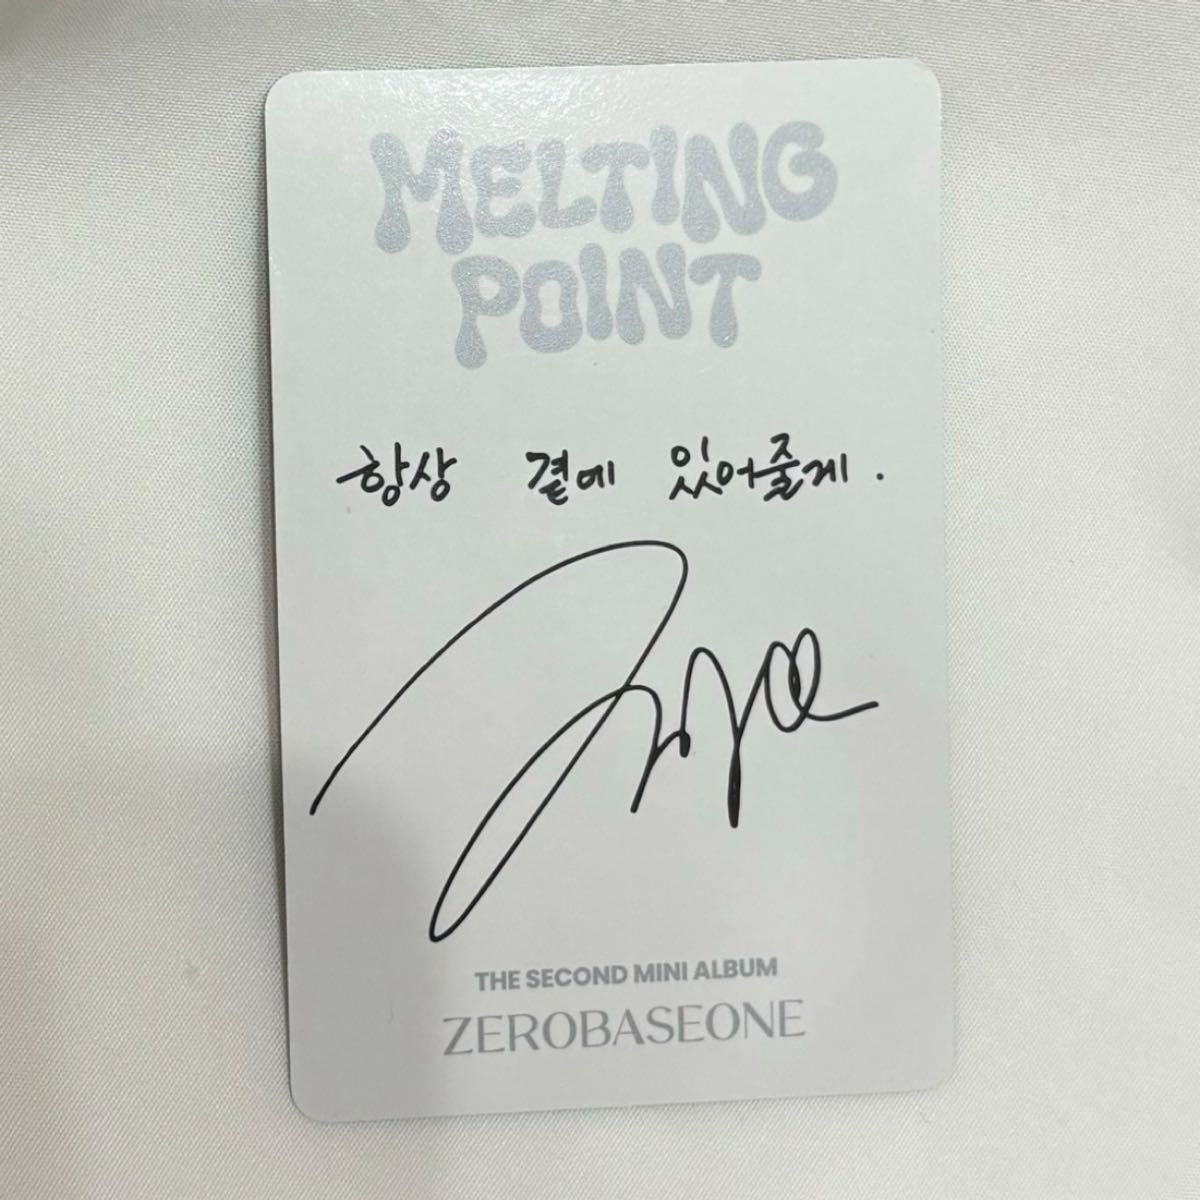 MELTING
POINT
항상 곁에 있어줄게.
THE SECOND MINI ALBUM
ZEROBASEONE